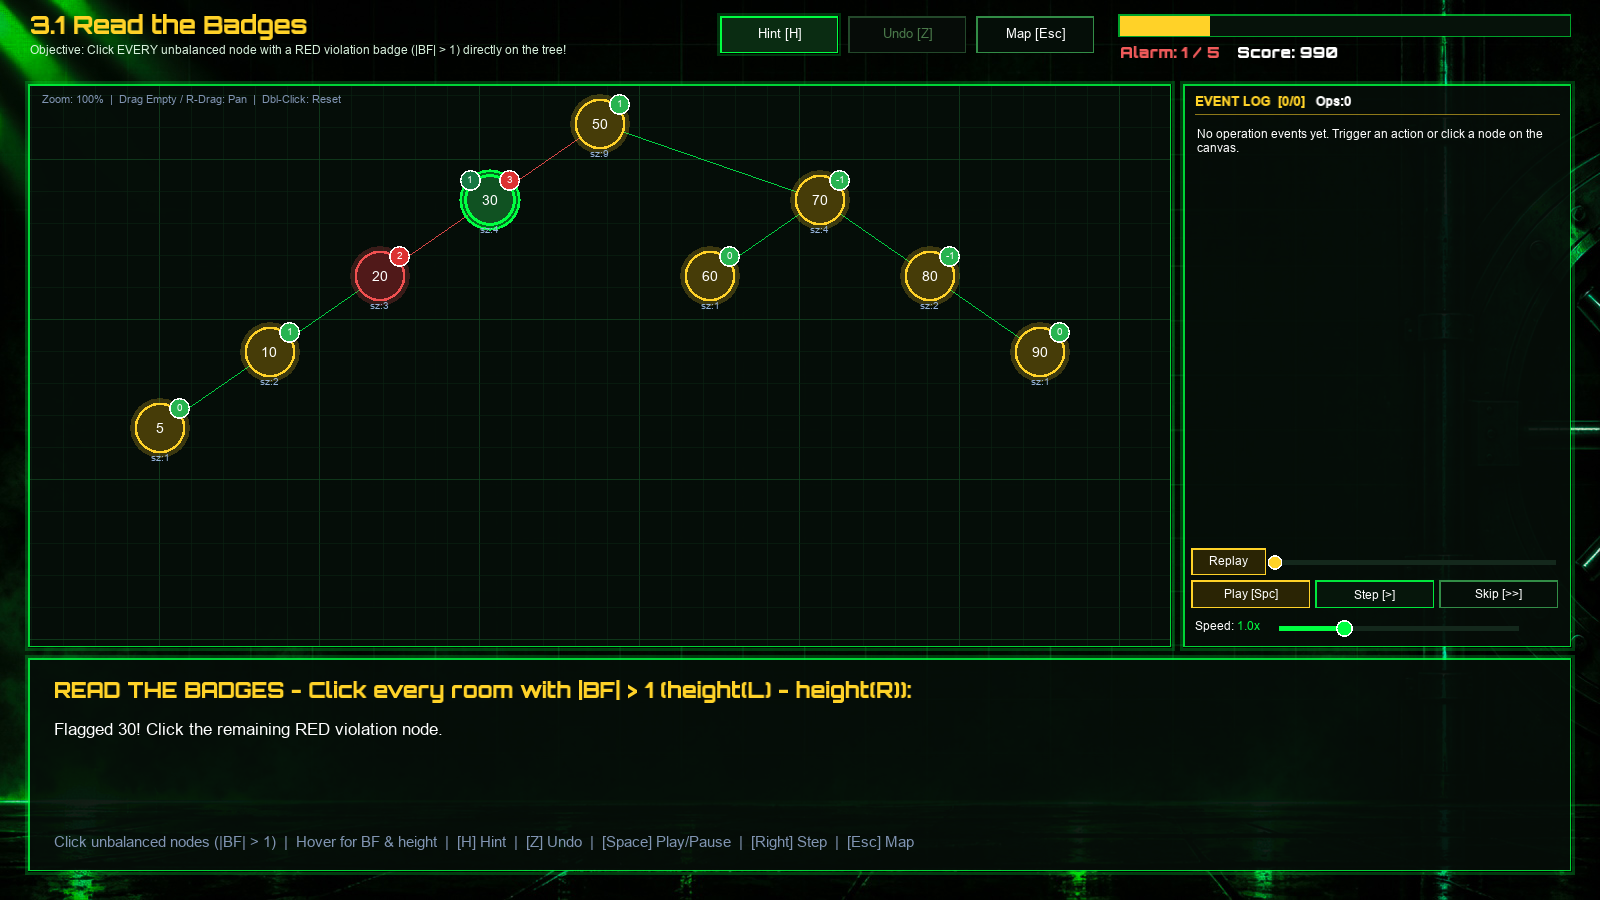 3.1 Read the Badges
Objective: Click EVERY unbalanced node with a RED violation badge (|BF| > 1) directly on the tree!
Hint [H]
Undo [Z]
Map [Esc]
Alarm: 1 / 5 Score: 990
Zoom: 100% | Drag Empty / R-Drag: Pan | Dbl-Click: Reset
1
50
sz:9
1
3
30
sz:4
-1
70
sz:4
2
20
sz:3
0
60
sz:1
-1
80
sz:2
1
10
sz:2
0
90
sz:1
0
5
sz:1
EVENT LOG [0/0] Ops:0
No operation events yet. Trigger an action or click a node on the
canvas.
Replay
Play [Spc]
Step [>]
Skip [>>]
Speed: 1.0x
READ THE BADGES - Click every room with |BF| > 1 (height(L) - height(R)):
Flagged 30! Click the remaining RED violation node.
Click unbalanced nodes (|BF| > 1) | Hover for BF & height | [H] Hint | [Z] Undo | [Space] Play/Pause | [Right] Step | [Esc] Map